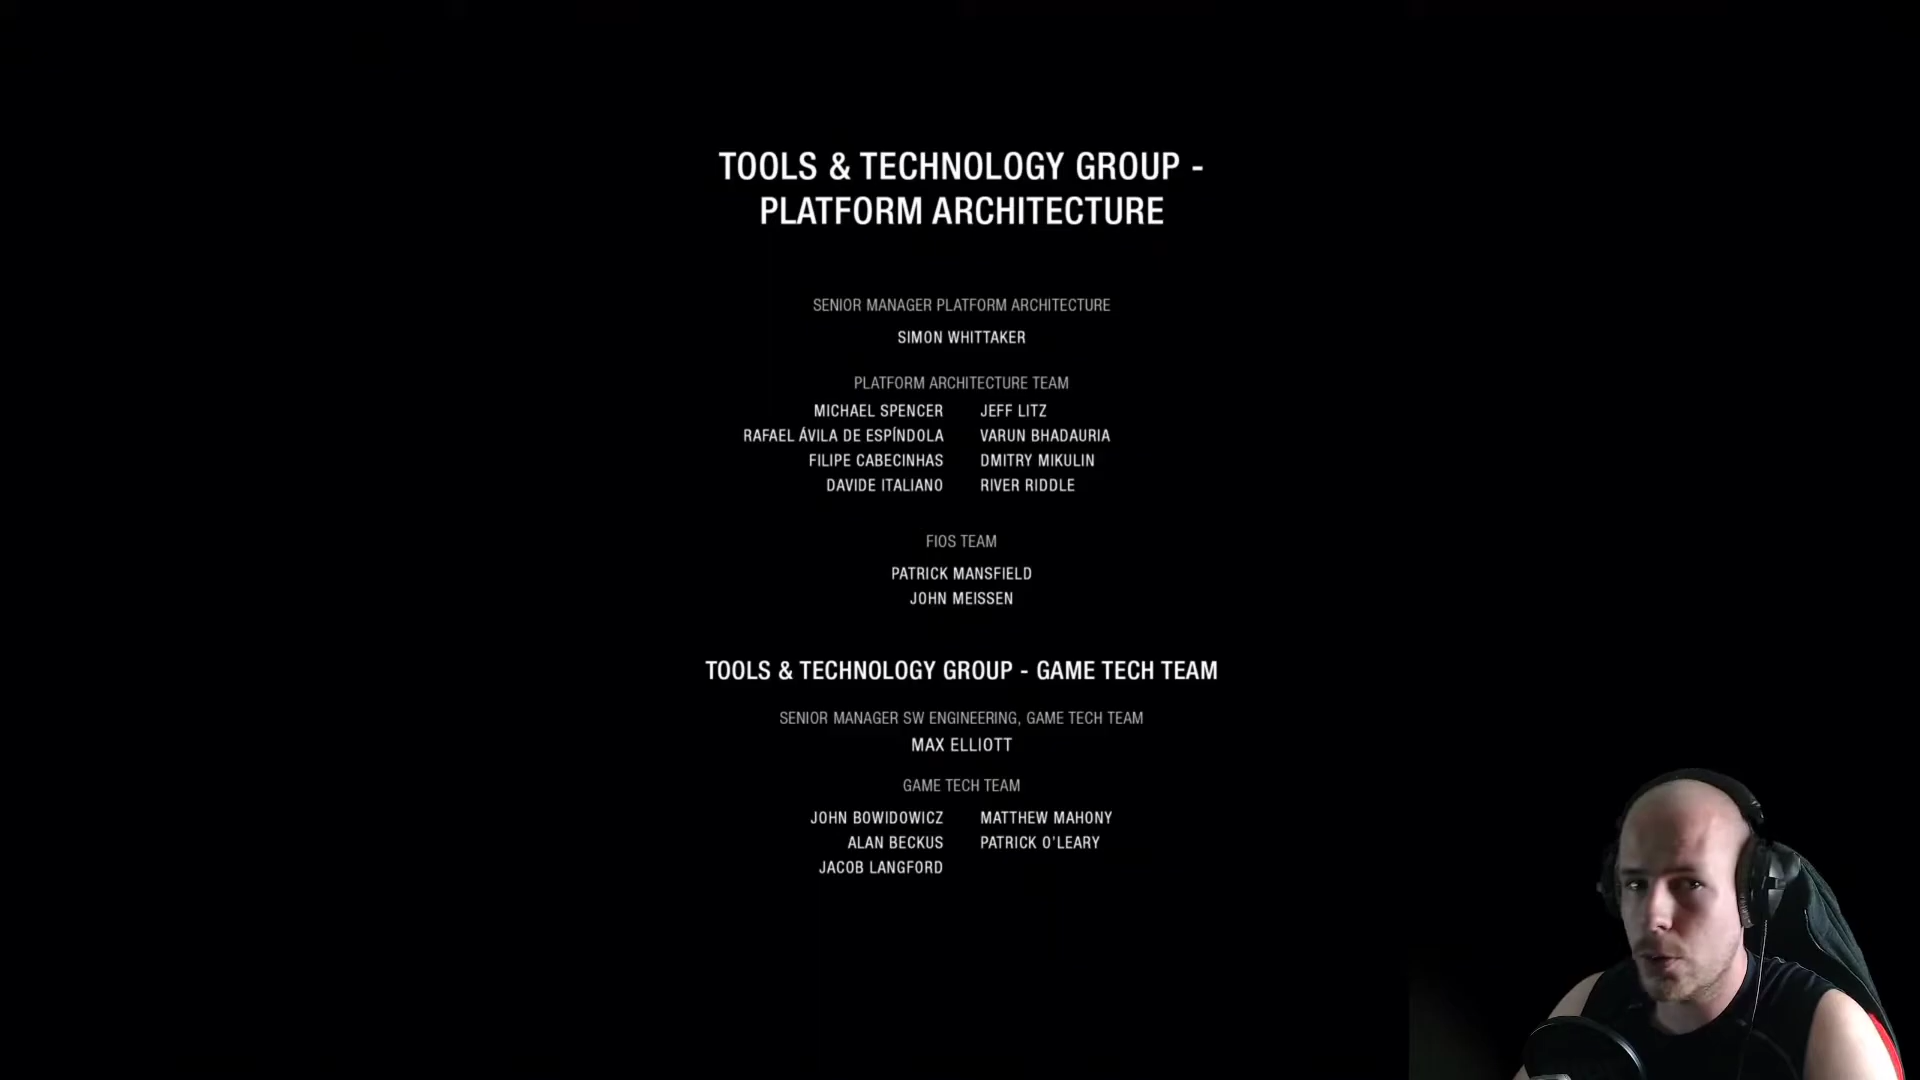 TOOLS & TECHNOLOGY GROUP -
PLATFORM ARCHITECTURE
SENIOR MANAGER PLATFORM ARCHITECTURE
SIMON WHITTAKER
PLATFORM ARCHITECTURE TEAM
MICHAEL SPENCER JEFF LITZ
RAFAEL ÁVILA DE ESPÍNDOLA VARUN BHADAURIA
FILIPE CABECINHAS DMITRY MIKULIN
DAVIDE ITALIANO RIVER RIDDLE
FIOS TEAM
PATRICK MANSFIELD
JOHN MEISSEN
TOOLS & TECHNOLOGY GROUP - GAME TECH TEAM
SENIOR MANAGER SW ENGINEERING, GAME TECH TEAM
MAX ELLIOTT
GAME TECH TEAM
JOHN BOWIDOWICZ MATTHEW MAHONY
ALAN BECKUS PATRICK O'LEARY
JACOB LANGFORD